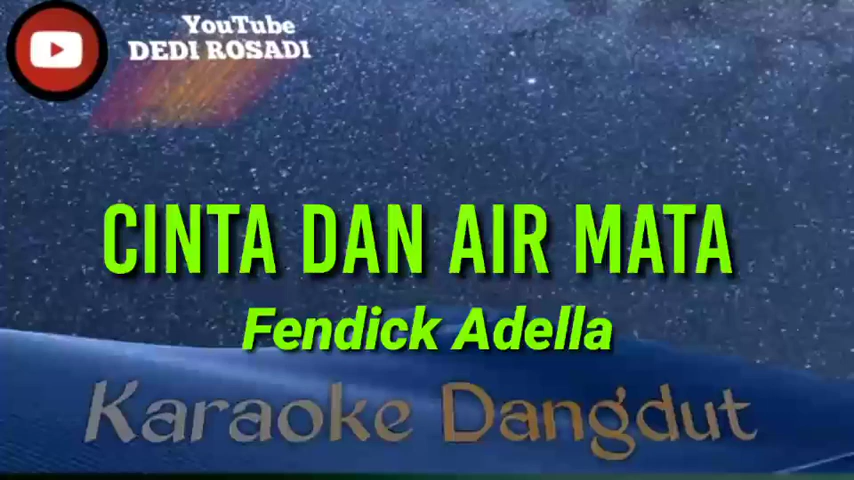 YouTube
DEDI ROSADI
CINTA DAN AIR MATA
Fendick Adella
Karaoke Dangdut